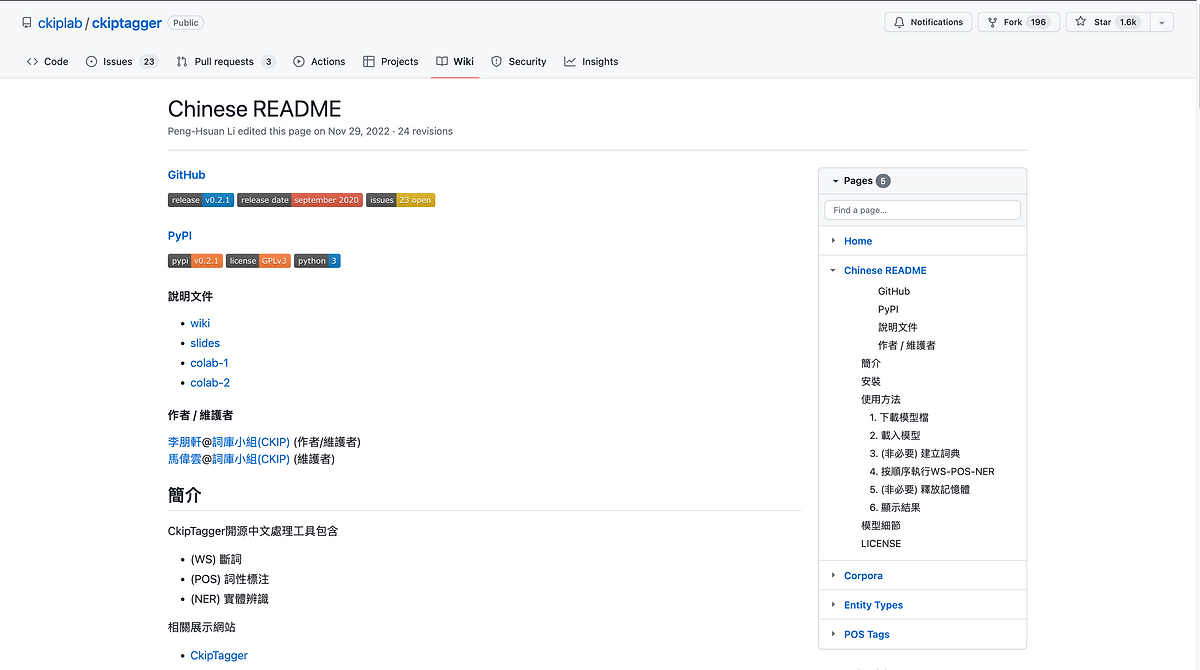 ckiplab / ckiptagger Public
Notifications Fork 196 Star 1.6k
Code Issues 23 Pull requests 3 Actions Projects Wiki Security Insights
Chinese README
Peng-Hsuan Li edited this page on Nov 29, 2022 · 24 revisions
GitHub
release v0.2.1 release date september 2020 issues 23 open
PyPI
pypi v0.2.1 license GPLv3 python 3
說明文件
• wiki
• slides
• colab-1
• colab-2
作者 / 維護者
李朋軒@詞庫小組(CKIP) (作者/維護者)
馬偉雲@詞庫小組(CKIP) (維護者)
簡介
CkipTagger開源中文處理工具包含
• (WS) 斷詞
• (POS) 詞性標注
• (NER) 實體辨識
相關展示網站
• CkipTagger
Pages 5
Find a page...
Home
Chinese README
GitHub
PyPI
說明文件
作者 / 維護者
簡介
安裝
使用方法
1. 下載模型檔
2. 載入模型
3. (非必要) 建立詞典
4. 按順序執行WS-POS-NER
5. (非必要) 釋放記憶體
6. 顯示結果
模型細節
LICENSE
Corpora
Entity Types
POS Tags